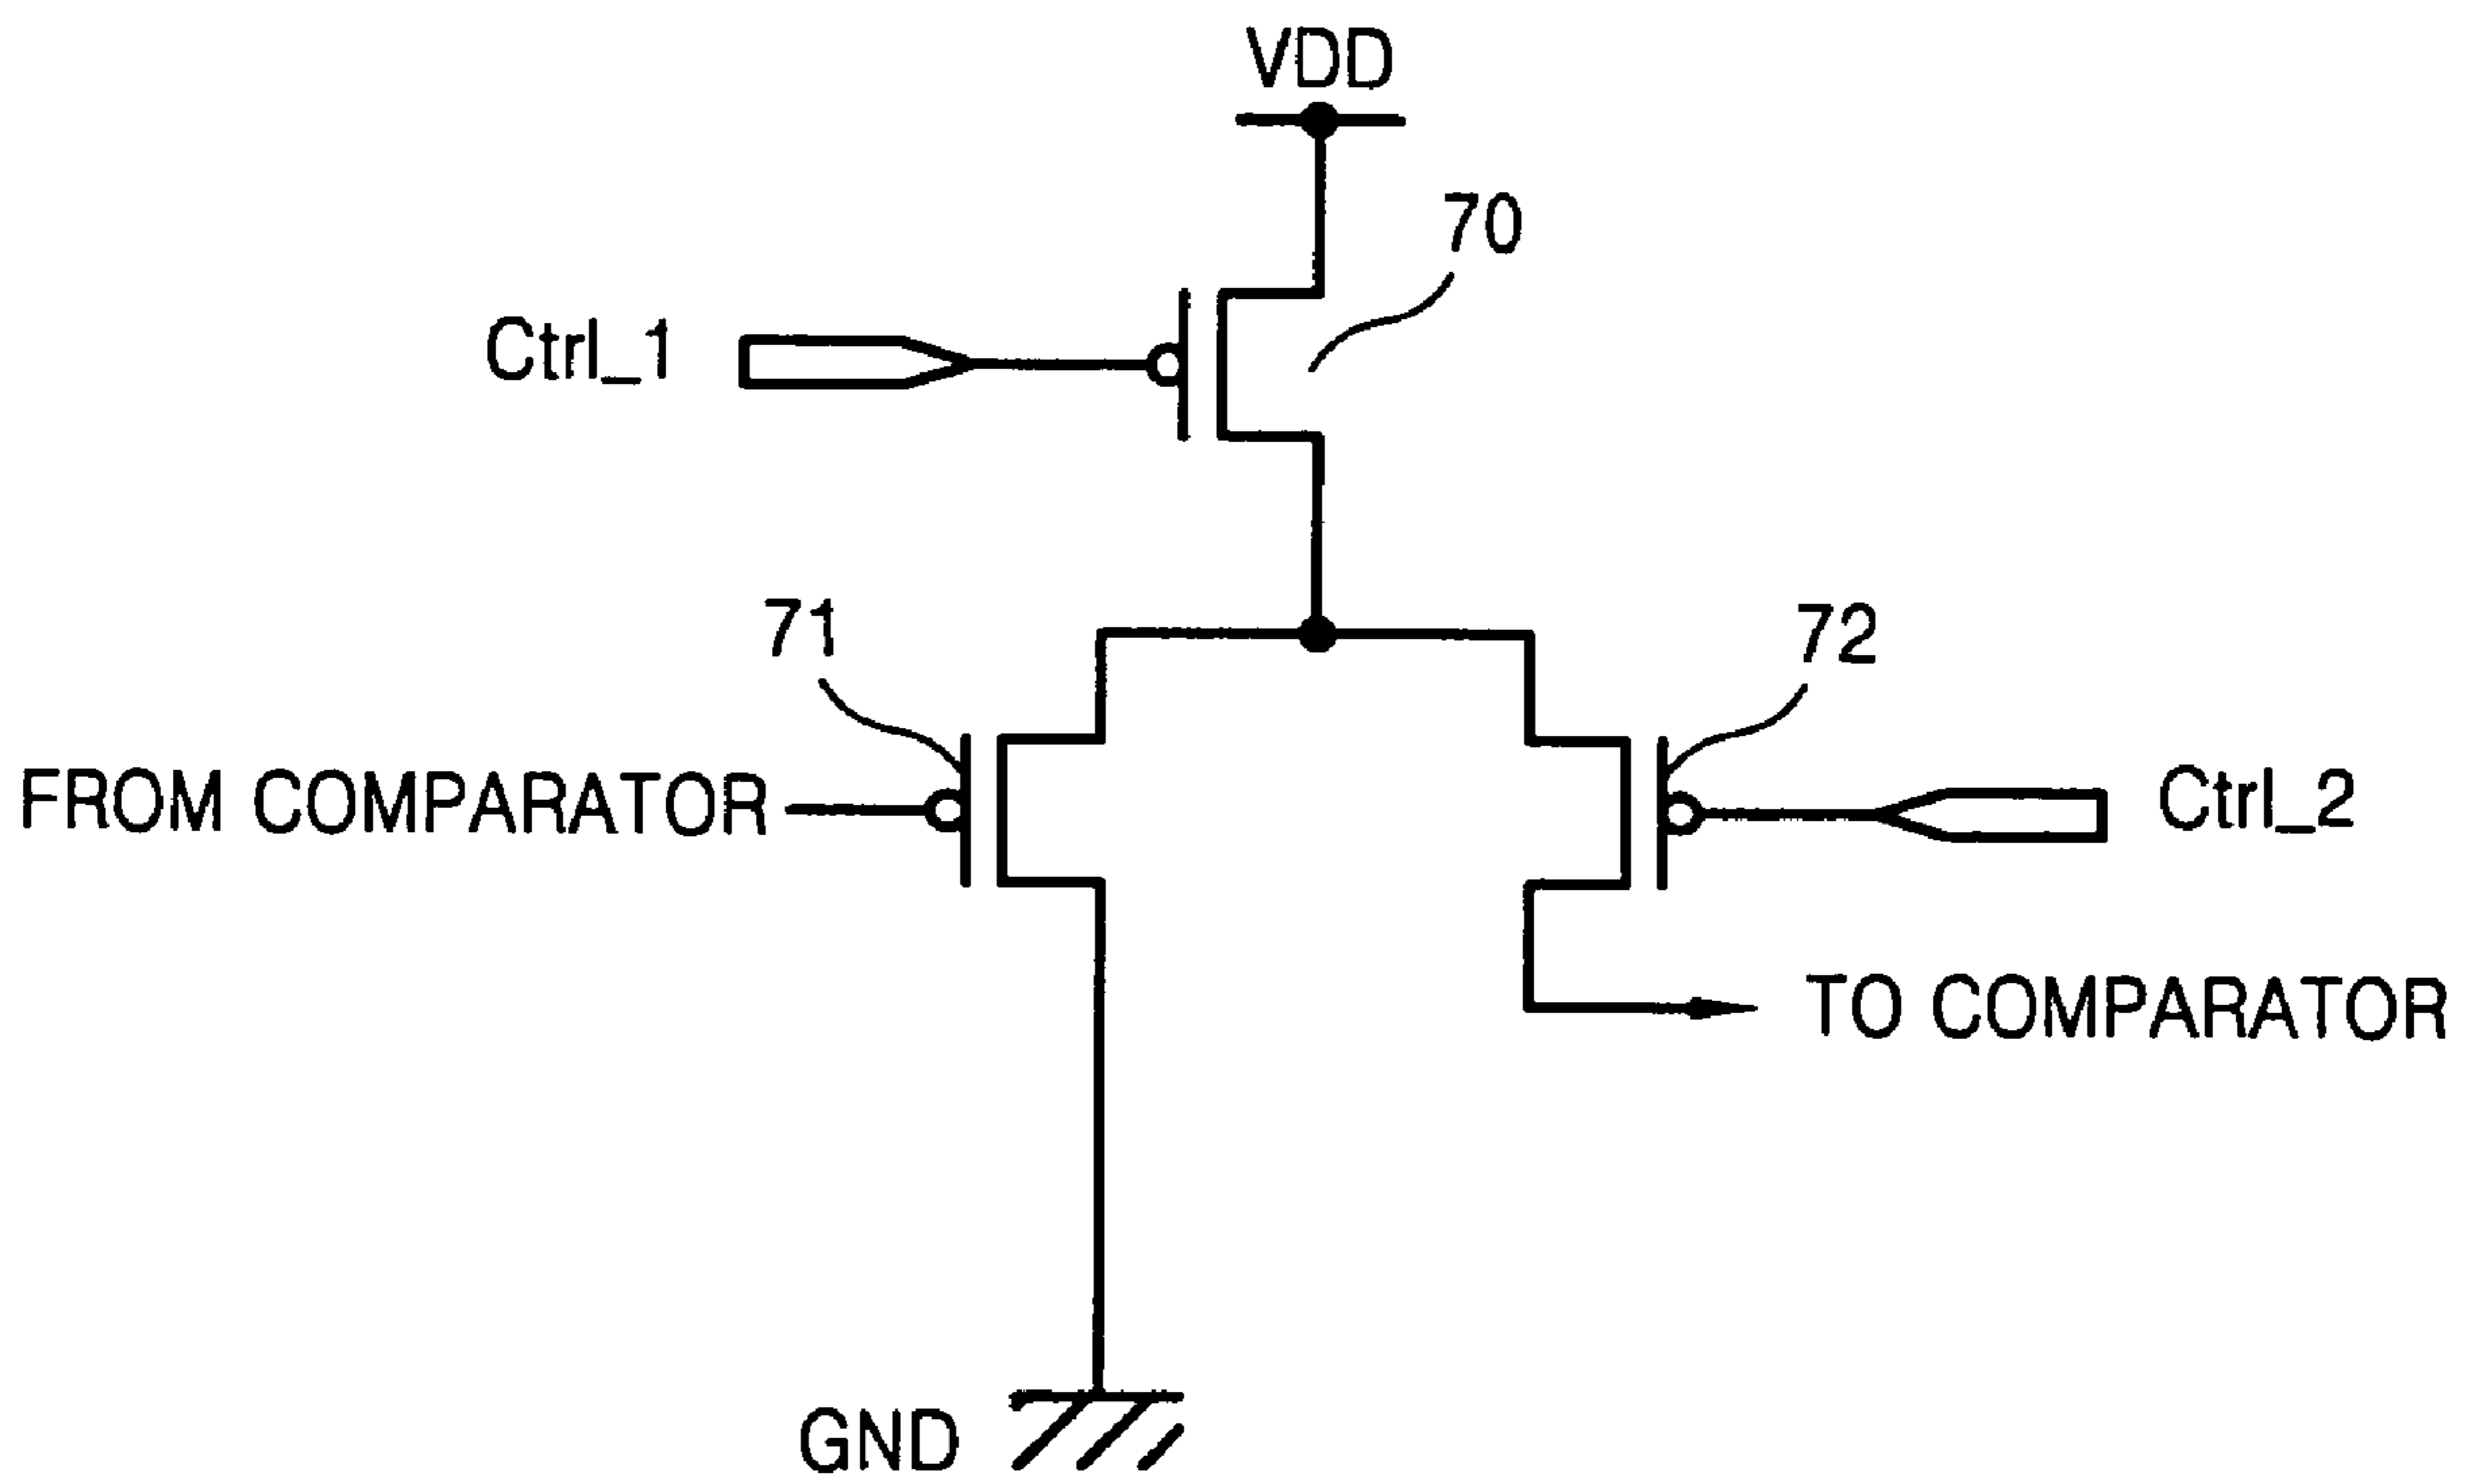 VDD
70
Ctrl_1
71
72
FROM COMPARATOR
Ctrl_2
TO COMPARATOR
GND